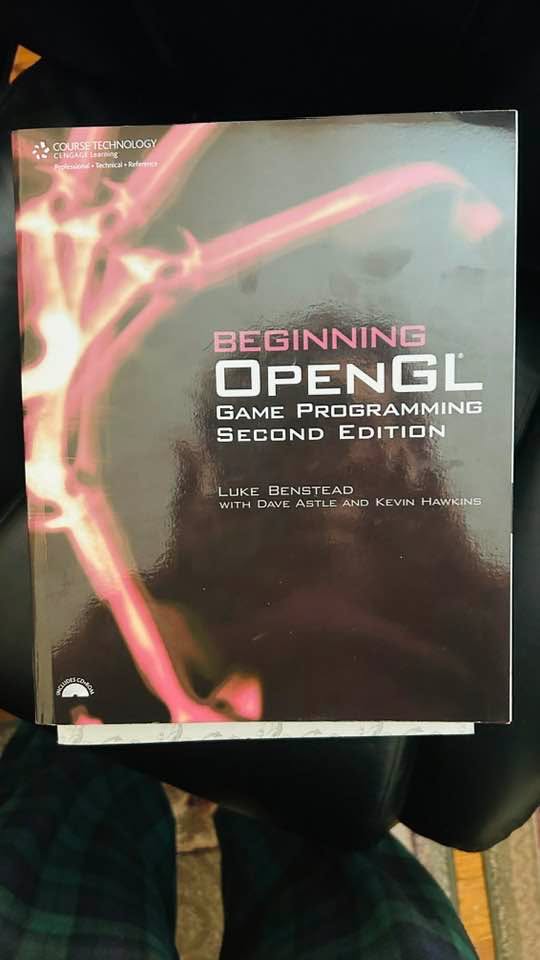 COURSE TECHNOLOGY
CENGAGE Learning
Professional • Technical • Reference
BEGINNING
OPENGL®
GAME PROGRAMMING
SECOND EDITION
LUKE BENSTEAD
WITH DAVE ASTLE AND KEVIN HAWKINS
INCLUDES CD-ROM